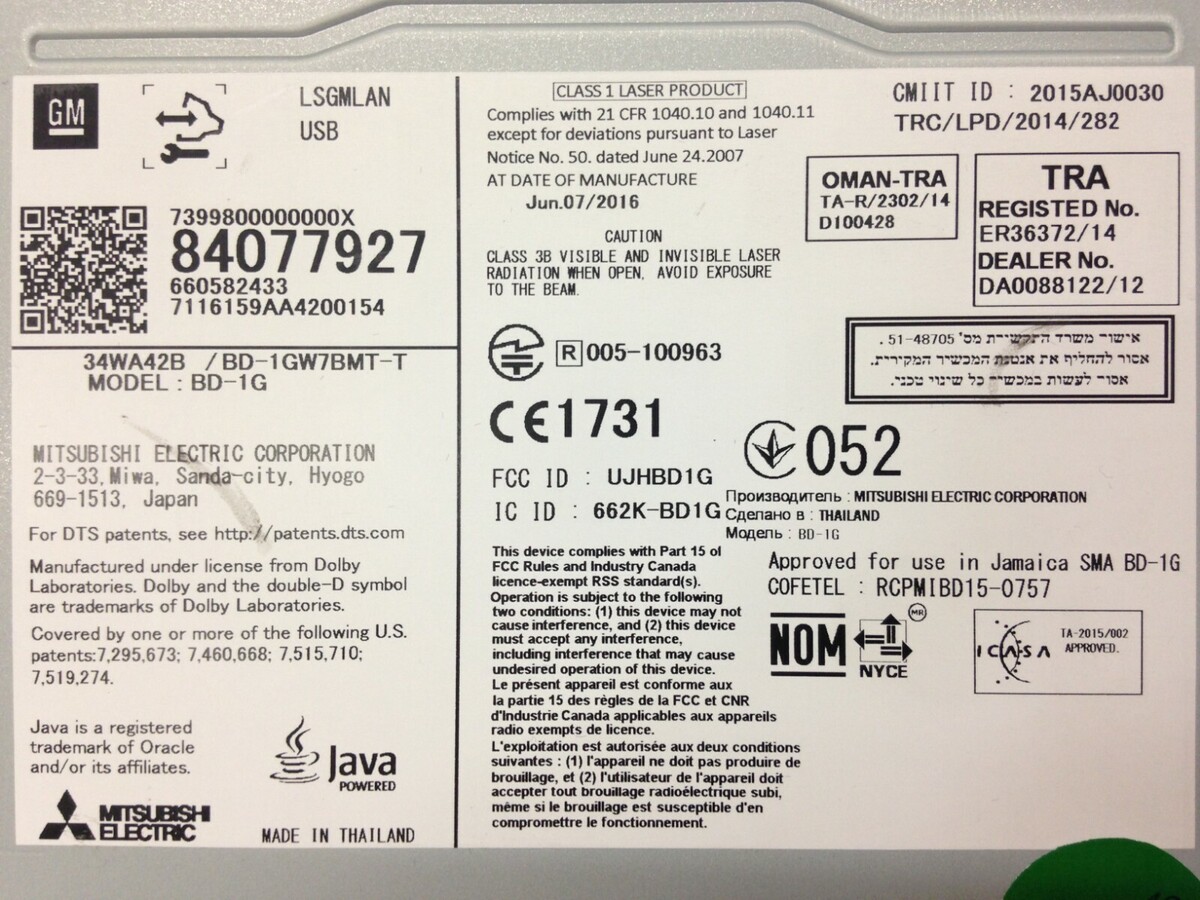 GM
LSGMLAN
USB
7399800000000X
84077927
660582433
7116159AA4200154
34WA42B /BD-1GW7BMT-T
MODEL : BD-1G
MITSUBISHI ELECTRIC CORPORATION
2-3-33, Miwa, Sanda-city, Hyogo
669-1513, Japan
For DTS patents, see http://patents.dts.com
Manufactured under license from Dolby
Laboratories. Dolby and the double-D symbol
are trademarks of Dolby Laboratories.
Covered by one or more of the following U.S.
patents:7,295,673; 7,460,668; 7,515,710;
7,519,274.
Java is a registered
trademark of Oracle
and/or its affiliates.
Java
POWERED
MITSUBISHI
ELECTRIC
MADE IN THAILAND
CLASS 1 LASER PRODUCT
Complies with 21 CFR 1040.10 and 1040.11
except for deviations pursuant to Laser
Notice No. 50. dated June 24.2007
AT DATE OF MANUFACTURE
Jun.07/2016
CAUTION
CLASS 3B VISIBLE AND INVISIBLE LASER
RADIATION WHEN OPEN. AVOID EXPOSURE
TO THE BEAM.
R 005-100963
CE1731
FCC ID : UJHBD1G
IC ID : 662K-BD1G
This device complies with Part 15 of
FCC Rules and Industry Canada
licence-exempt RSS standard(s).
Operation is subject to the following
two conditions: (1) this device may not
cause interference, and (2) this device
must accept any interference,
including interference that may cause
undesired operation of this device.
Le présent appareil est conforme aux
la partie 15 des règles de la FCC et CNR
d'Industrie Canada applicables aux appareils
radio exempts de licence.
L'exploitation est autorisée aux deux conditions
suivantes : (1) l'appareil ne doit pas produire de
brouillage, et (2) l'utilisateur de l'appareil doit
accepter tout brouillage radioélectrique subi,
même si le brouillage est susceptible d'en
compromettre le fonctionnement.
CMIIT ID : 2015AJ0030
TRC/LPD/2014/282
OMAN-TRA
TA-R/2302/14
D100428
TRA
REGISTED No.
ER36372/14
DEALER No.
DA0088122/12
אישור משרד התקשורת מס' 51-48705 .
אסור להחליף את אנטנת המכשיר המקורית.
אסור לעשות במכשיר כל שינוי טכני.
052
Производитель : MITSUBISHI ELECTRIC CORPORATION
Сделано в : THAILAND
Модель : BD-1G
Approved for use in Jamaica SMA BD-1G
COFETEL : RCPMIBD15-0757
NOM
MR
NYCE
ICASA
TA-2015/002
APPROVED.